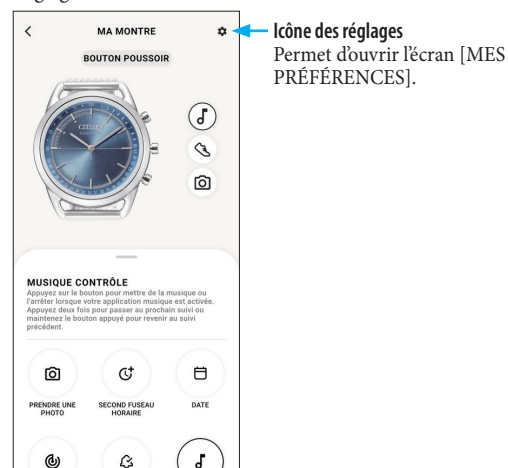 MA MONTRE
Icône des réglages
Permet d'ouvrir l'écran [MES
PRÉFÉRENCES].
BOUTON POUSSOIR
CITIZEN
MUSIQUE CONTRÔLE
Appuyez sur le bouton pour mettre de la musique ou
l'arrêter lorsque votre application musique est activée.
Appuyez deux fois pour passer au prochain suivi ou
maintenez le bouton appuyé pour revenir au suivi
précédent.
PRENDRE UNE
PHOTO
SECOND FUSEAU
HORAIRE
DATE